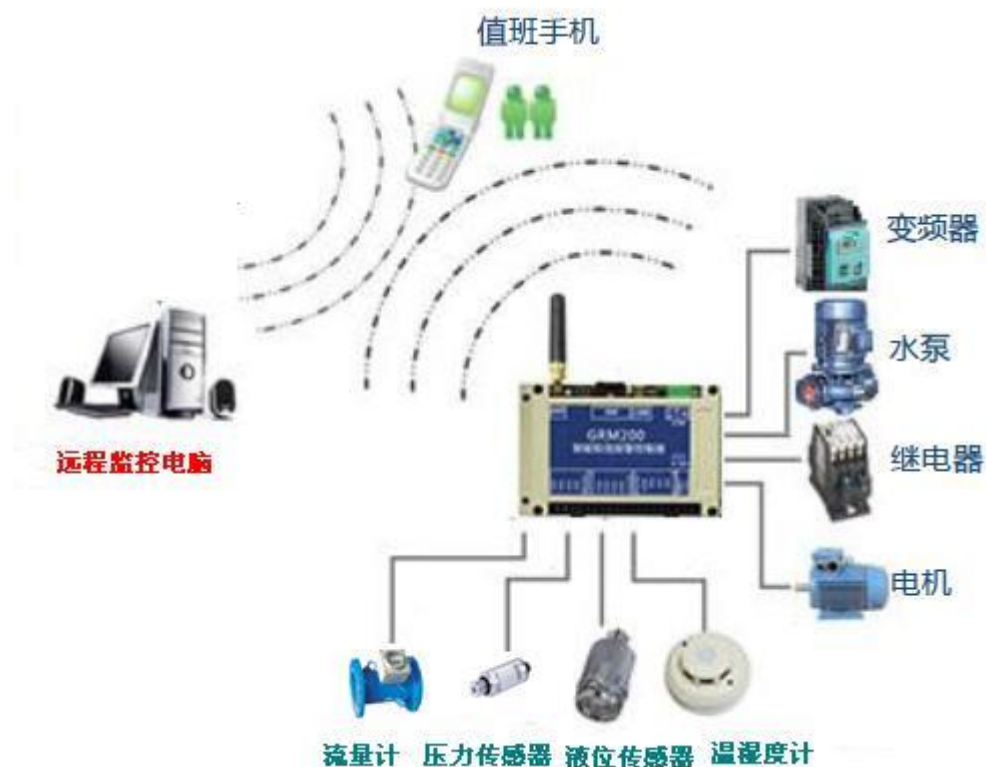 值班手机
变频器
水泵
GRM200
继电器
远程监控电脑
电机
流量计 压力传感器 液位传感器 温湿度计